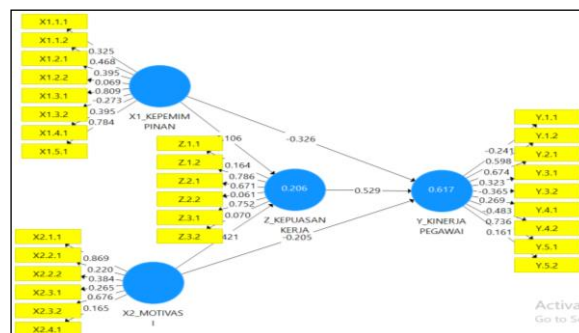 X1.1.1
X1.1.2
X1.2.1
X1.2.2
X1.3.1
X1.3.2
X1.4.1
X1.5.1
0.325
0.468
0.395
0.069
0.809
-0.273
0.395
0.784
X1_KEPEMIM
PINAN
-0.326
Z.1.1
Z.1.2
Z.2.1
Z.2.2
Z.3.1
Z.3.2
0.164
0.786
0.671
0.061
0.752
0.070
0.206
Z_KEPUASAN
KERJA
0.529
-0.205
X2.1.1
X2.2.1
X2.2.2
X2.3.1
X2.3.2
X2.4.1
0.869
0.220
0.384
0.265
0.676
0.165
X2_MOTIVAS
I
0.617
Y_KINERJA
PEGAWAI
-0.241
0.598
0.674
0.323
-0.365
0.269
-0.483
0.736
0.161
Y.1.1
Y.1.2
Y.2.1
Y.3.1
Y.3.2
Y.4.1
Y.4.2
Y.5.1
Y.5.2
Activa
Go to Se